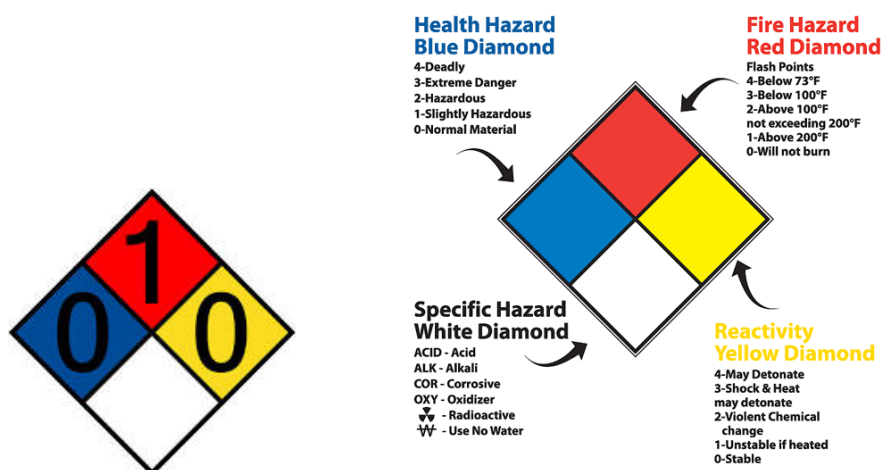 Health Hazard
Blue Diamond
4-Deadly
3-Extreme Danger
2-Hazardous
1-Slightly Hazardous
0-Normal Material
Fire Hazard
Red Diamond
Flash Points
4-Below 73°F
3-Below 100°F
2-Above 100°F
not exceeding 200°F
1-Above 200°F
0-Will not burn
1
0
0
Specific Hazard
White Diamond
ACID - Acid
ALK - Alkali
COR - Corrosive
OXY - Oxidizer
☢ - Radioactive
W̶ - Use No Water
Reactivity
Yellow Diamond
4-May Detonate
3-Shock & Heat
may detonate
2-Violent Chemical
change
1-Unstable if heated
0-Stable